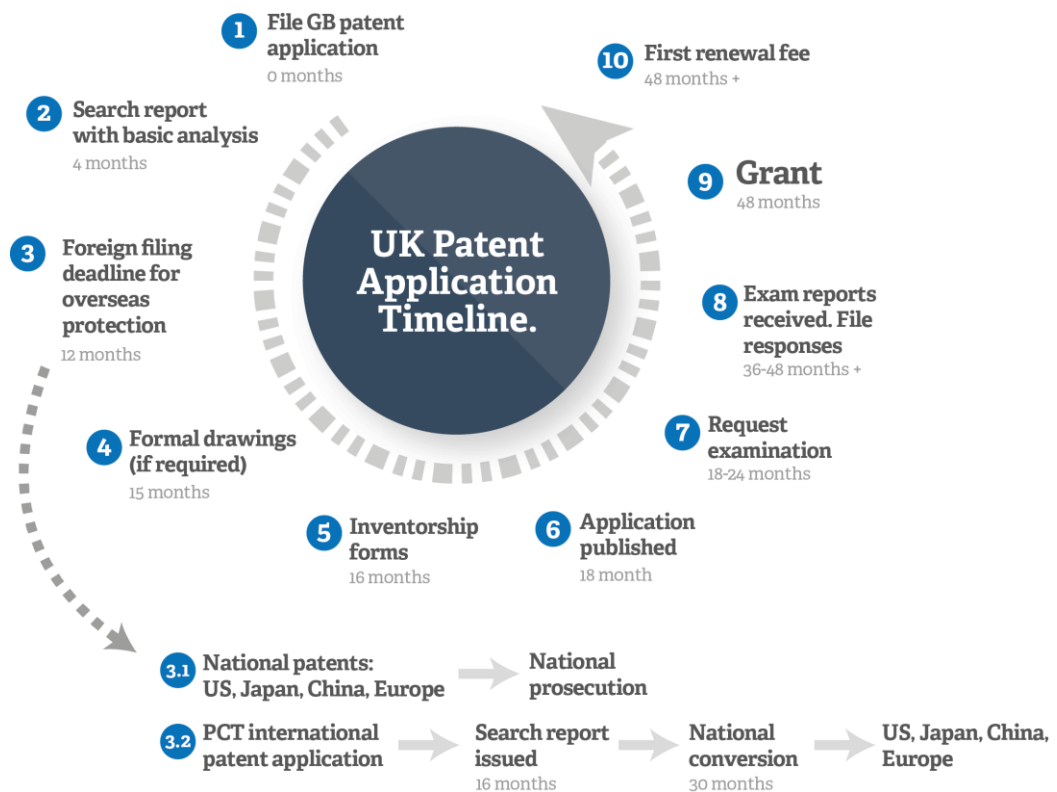 1
File GB patent
application
0 months
2
Search report
with basic analysis
4 months
3
Foreign filing
deadline for
overseas
protection
12 months
4
Formal drawings
(if required)
15 months
5
Inventorship
forms
16 months
6
Application
published
18 month
7
Request
examination
18-24 months
8
Exam reports
received. File
responses
36-48 months +
9
Grant
48 months
10
First renewal fee
48 months +
UK Patent
Application
Timeline.
3.1
National patents:
US, Japan, China, Europe
National
prosecution
3.2
PCT international
patent application
Search report
issued
16 months
National
conversion
30 months
US, Japan, China,
Europe